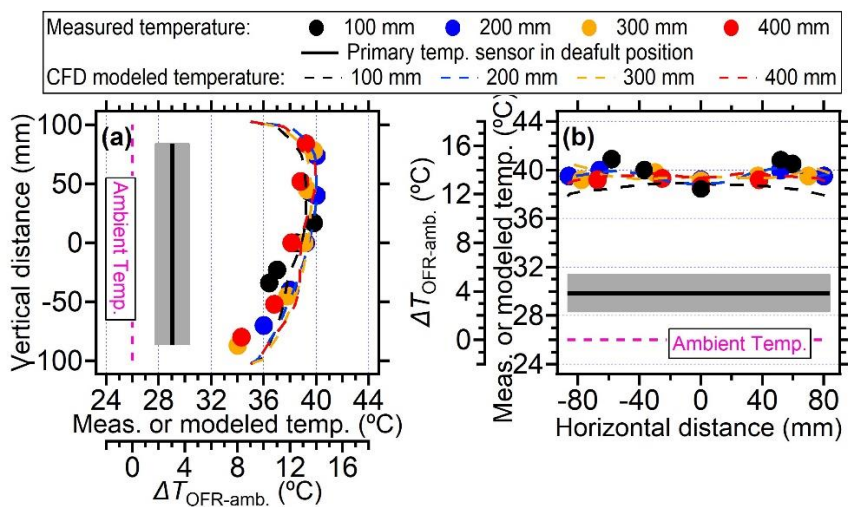 Measured temperature: 100 mm 200 mm 300 mm 400 mm
Primary temp. sensor in deafult position
CFD modeled temperature: 100 mm 200 mm 300 mm 400 mm
(a)
100
50
0
-50
-100
Vertical distance (mm)
Ambient Temp.
24 28 32 36 40 44
Meas. or modeled temp. (ºC)
0 4 8 12 16
ΔT OFR-amb. (ºC)
(b)
16
12
8
4
0
ΔT OFR-amb. (ºC)
44
40
36
32
28
24
Meas. or modeled temp. (ºC)
Ambient Temp.
-80 -40 0 40 80
Horizontal distance (mm)